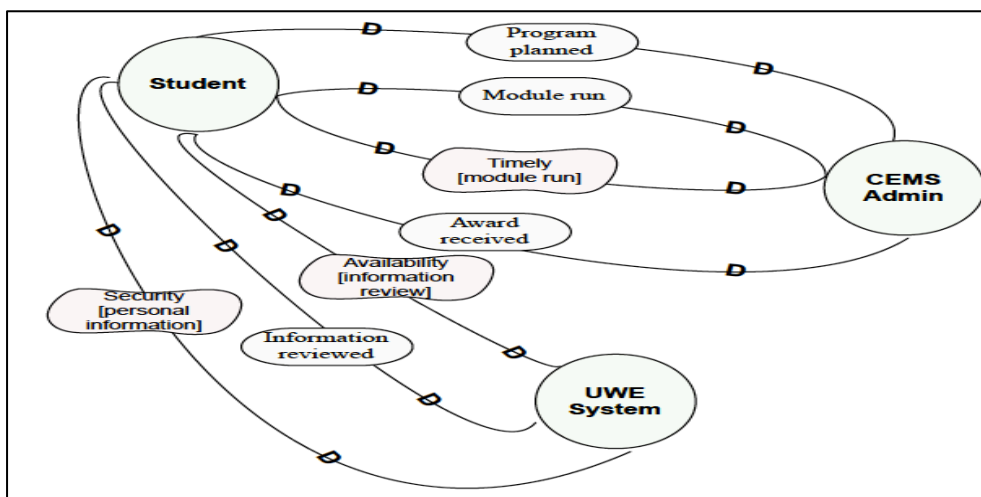 D
Program
planned
D
Student
D
Module run
D
D
Timely
[module run]
D
CEMS
Admin
D
Award
received
D
D
D
D
Availability
[information
review]
Security
[personal
information]
Information
reviewed
D
D
UWE
System
D